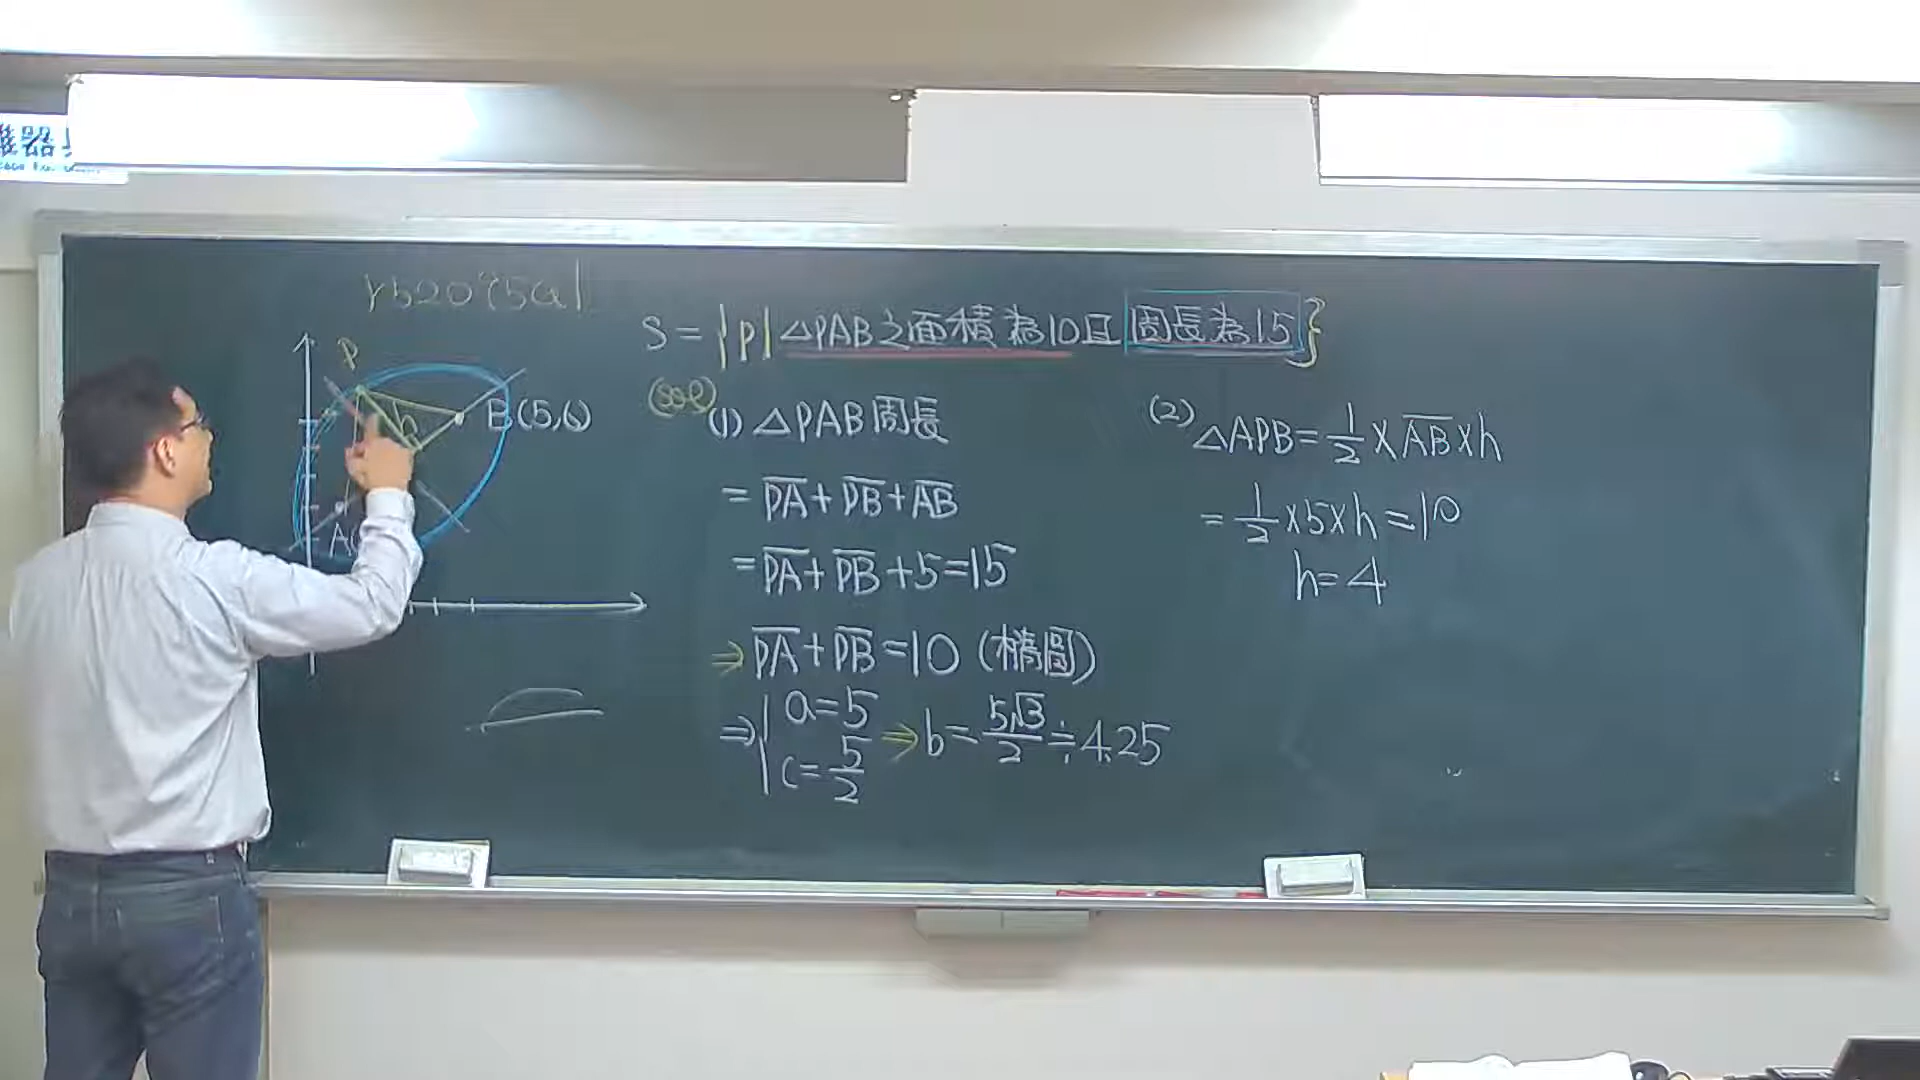 S={P|△PAB之面積為10且周長為15}
P
B(5,6)
h
A(
(sol)
(1)△PAB周長
=PA+PB+AB
=PA+PB+5=15
⇒PA+PB=10(橢圓)
⇒{a=5
c=5/2
⇒b=5√3/2≒4.25
(2)△APB=1/2×AB×h
=1/2×5×h=10
h=4